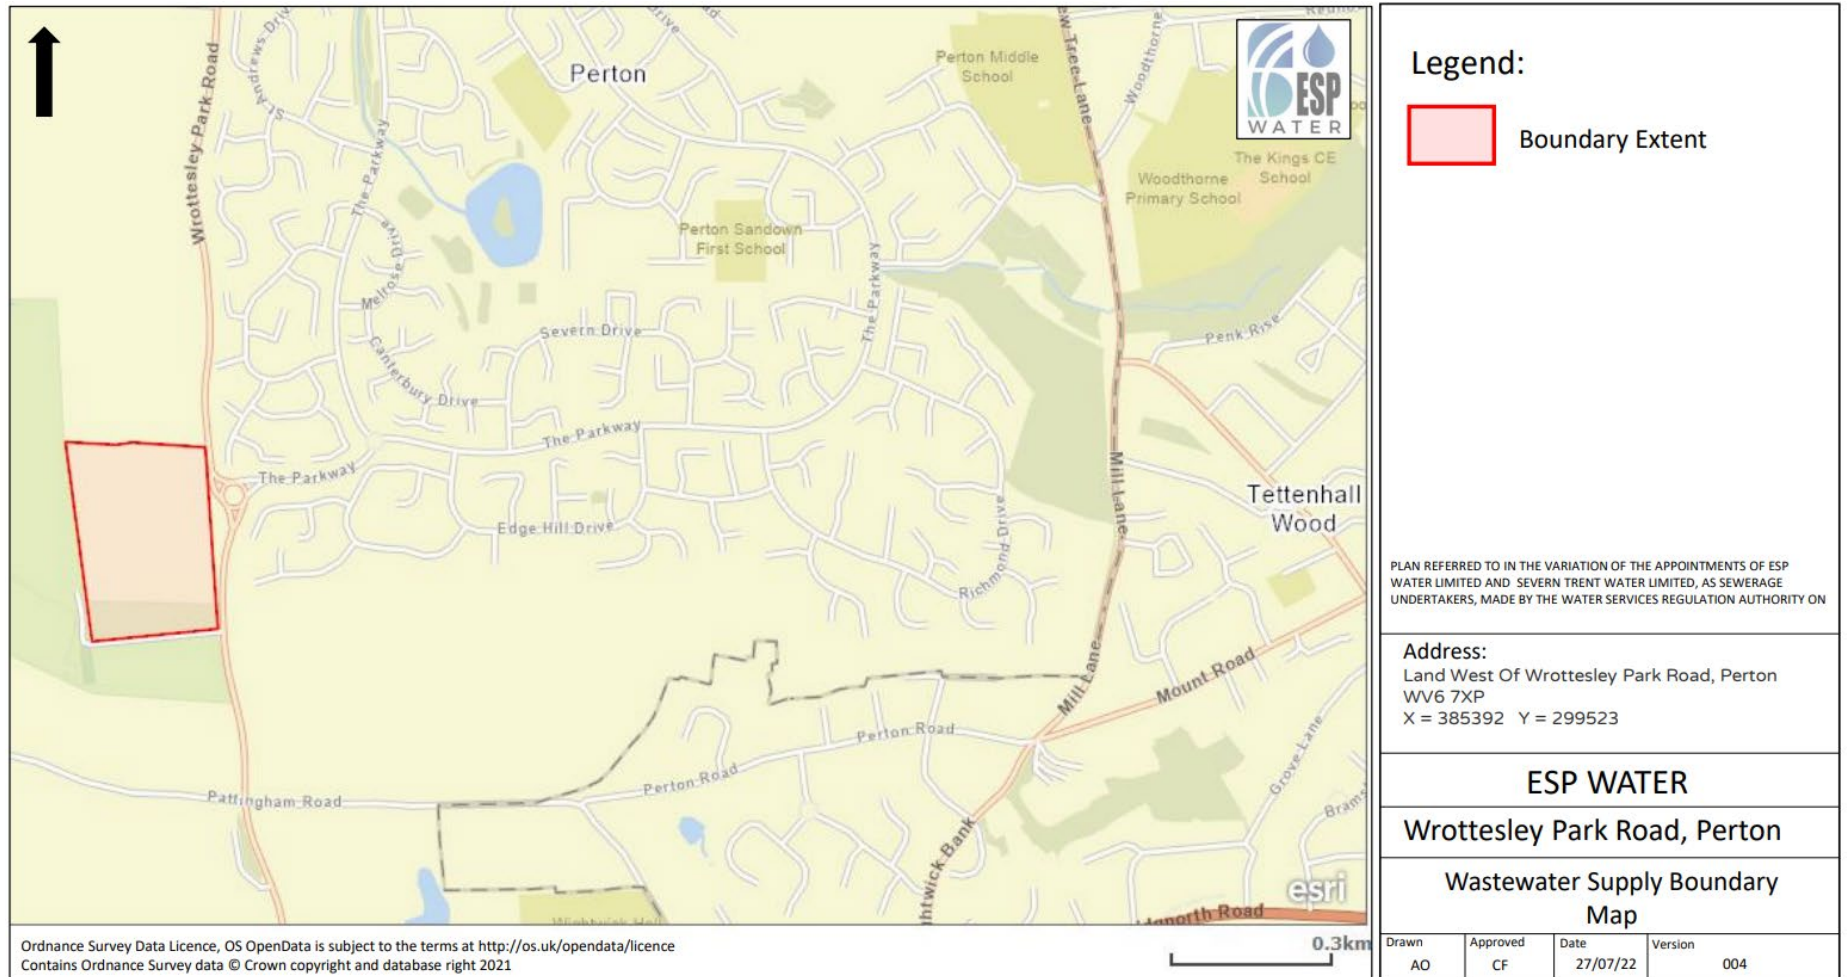 St Andrews Drive
Wrottesley Park Road
The Parkway
Drive
Perton
Perton Middle
School
Woodthorne
ESP
WATER
The Kings CE
School
Woodthorne
Primary School
Perton Sandown
First School
Melrose Drive
The Parkway
Severn Drive
Penk Rise
Canterbury Drive
The Parkway
The Parkway
Edge Hill Drive
Richmond Drive
Mill Lane
Tettenhall
Wood
Mill Lane
Mount Road
Perton Road
Perton Road
Pattingham Road
Grove Lane
esri
Ordnance Survey Data Licence, OS OpenData is subject to the terms at http://os.uk/opendata/licence
Contains Ordnance Survey data © Crown copyright and database right 2021
0.3km
Legend:
Boundary Extent
PLAN REFERRED TO IN THE VARIATION OF THE APPOINTMENTS OF ESP
WATER LIMITED AND SEVERN TRENT WATER LIMITED, AS SEWERAGE
UNDERTAKERS, MADE BY THE WATER SERVICES REGULATION AUTHORITY ON
Address:
Land West Of Wrottesley Park Road, Perton
WV6 7XP
X = 385392 Y = 299523
ESP WATER
Wrottesley Park Road, Perton
Wastewater Supply Boundary
Map
Drawn Approved Date Version
AO CF 27/07/22 004